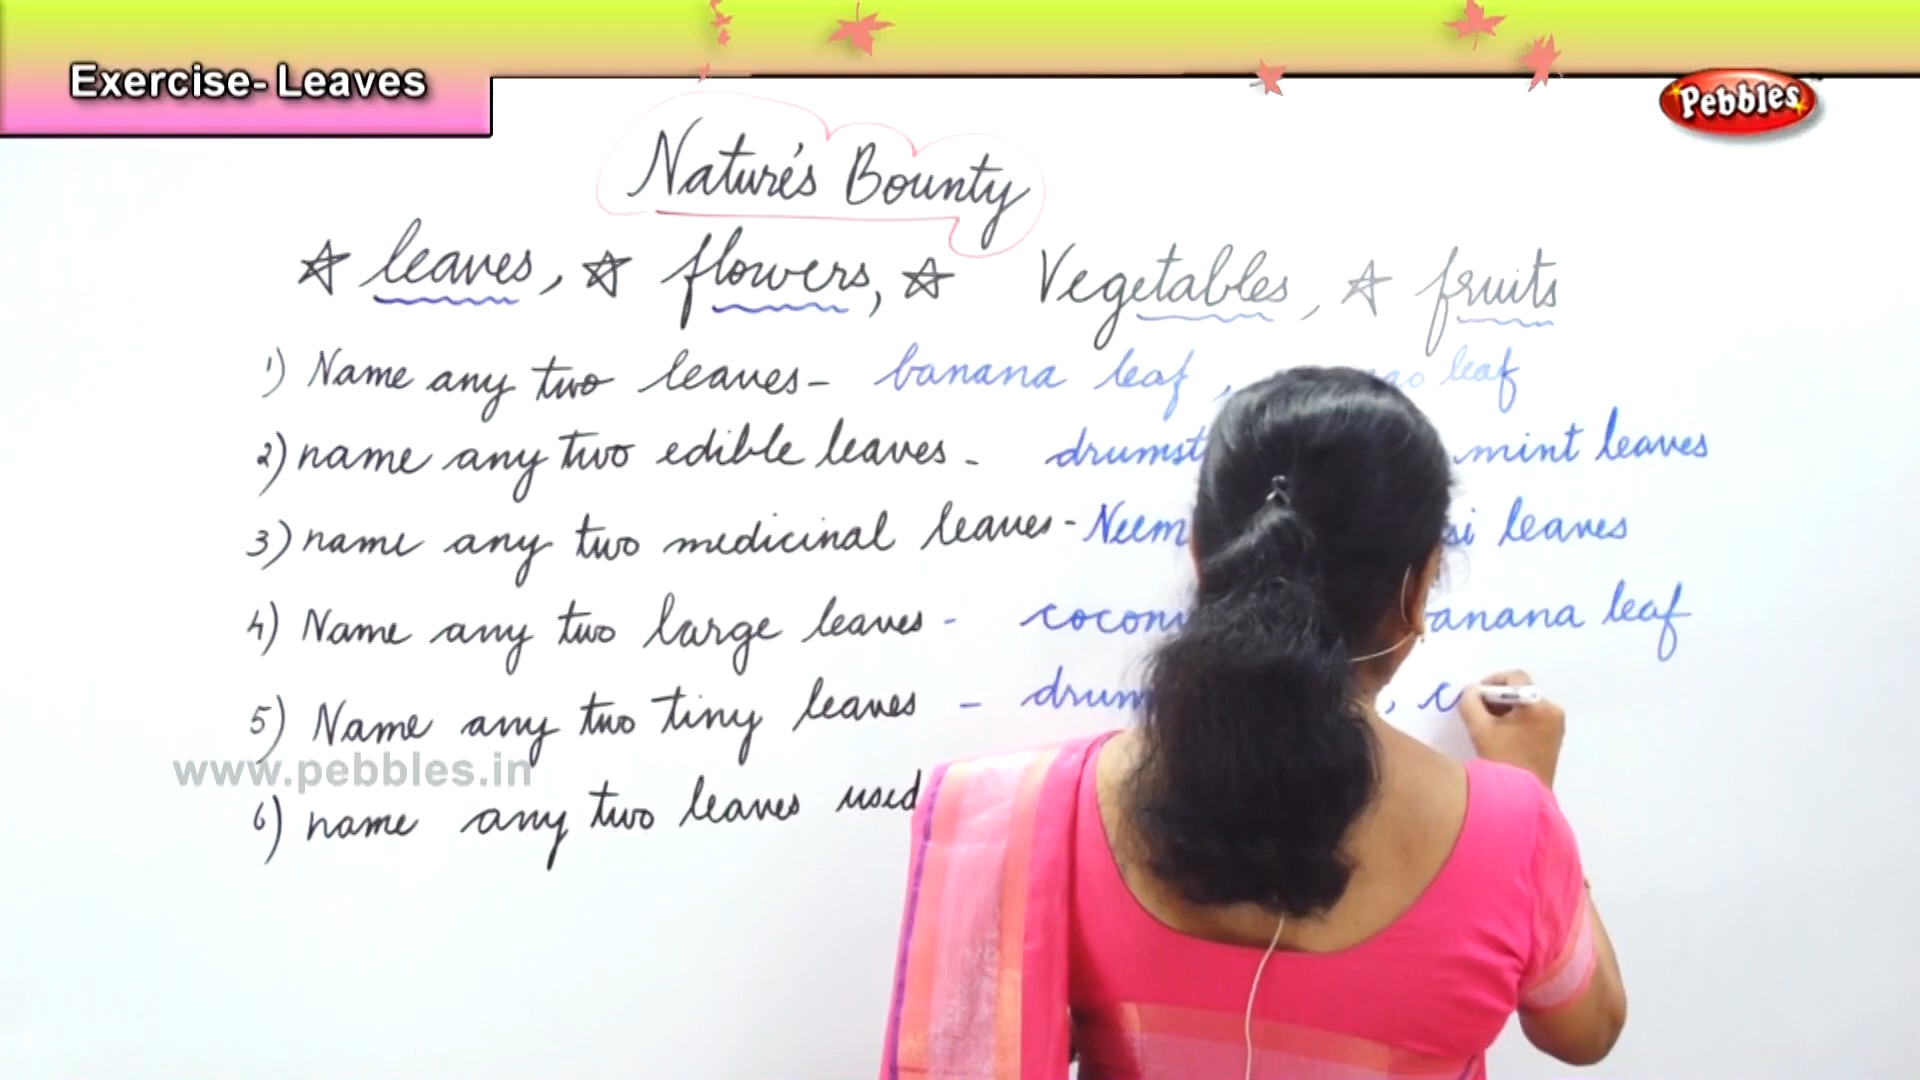 Exercise- Leaves
Pebbles
Nature's Bounty
☆ leaves, ☆ flowers, ☆ Vegetables, ☆ fruits
1) Name any two leaves - banana leaf, leaf
2) name any two edible leaves - mint leaves
3) name any two medicinal leaves - Neem leaves
4) Name any two large leaves - banana leaf
5) Name any two tiny leaves -
www.pebbles.in
6) name any two leaves used